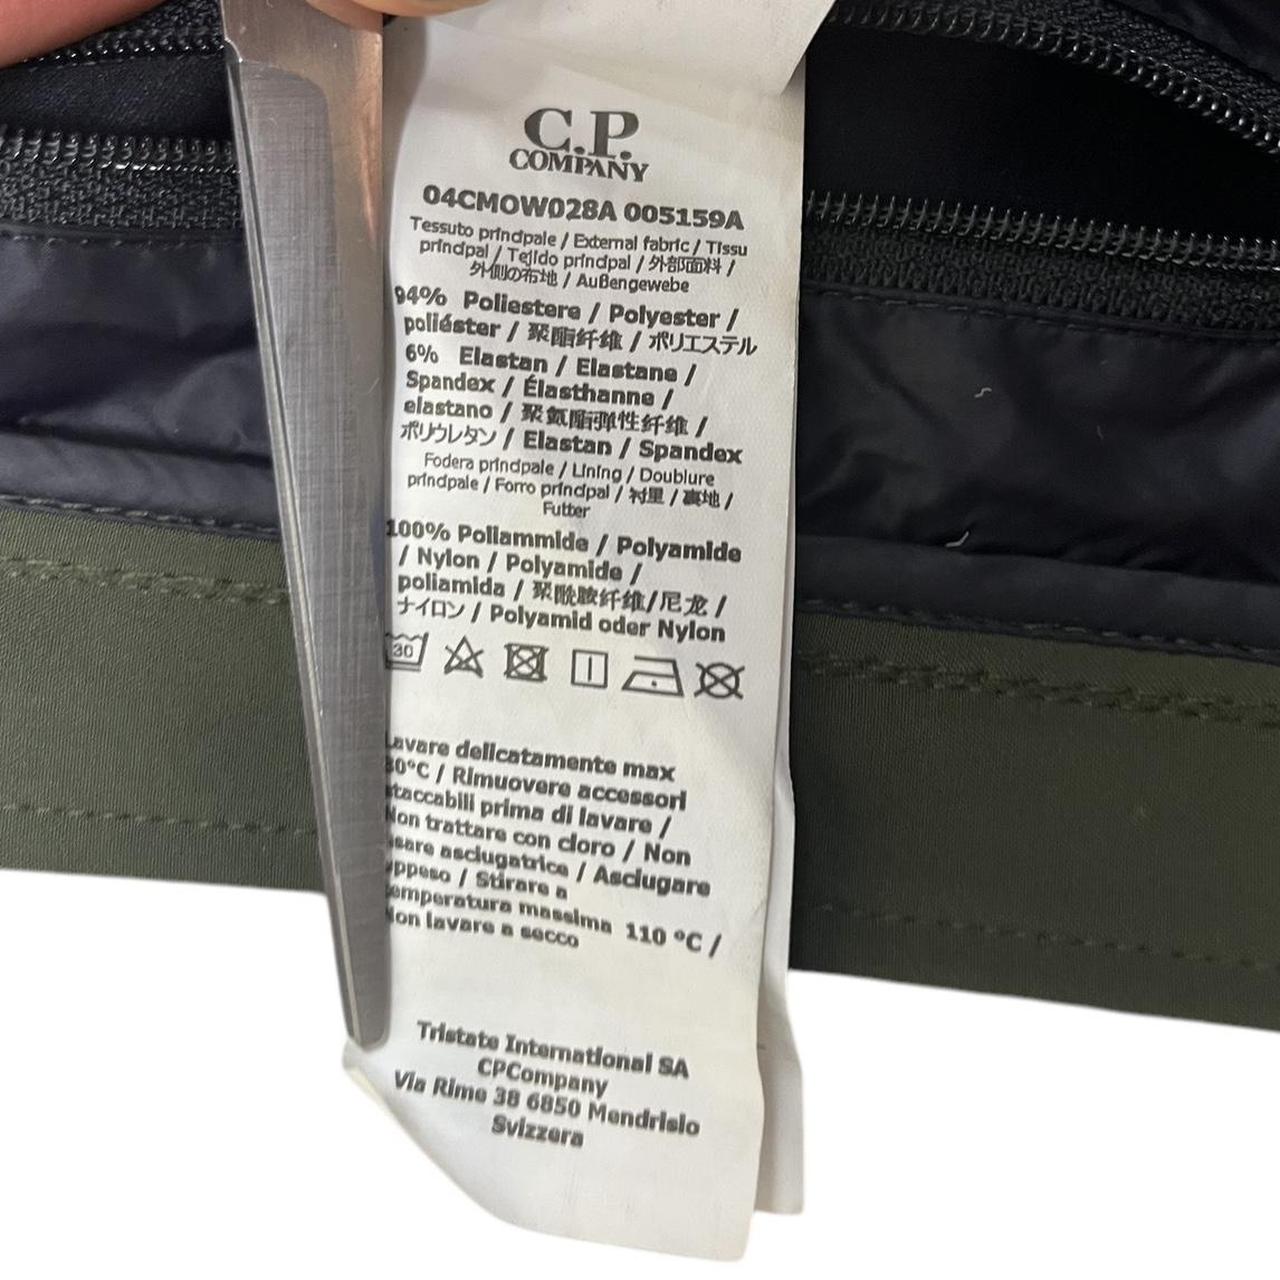 C.P.
COMPANY
04CMOW028A 005159A
Tessuto principale / External fabric / Tissu
principal / Tejido principal / 外部面料 /
外側の布地 / Außengewebe
94% Poliestere / Polyester /
poliéster / 聚酯纤维 / ポリエステル
6% Elastan / Elastane /
Spandex / Élasthanne /
elastano / 聚氨酯弹性纤维 /
ポリウレタン / Elastan / Spandex
Fodera principale / Lining / Doublure
principale / Forro principal / 衬里 / 裏地 /
Futter
100% Poliammide / Polyamide
/ Nylon / Polyamide /
poliamida / 聚酰胺纤维/尼龙 /
ナイロン / Polyamid oder Nylon
30
Lavare delicatamente max
30°C / Rimuovere accessori
staccabili prima di lavare /
Non trattare con cloro / Non
asciugatrice / Asciugare
/ Stirare a
temperatura massima 110 °C /
Non lavare a secco
Tristate International SA
CPCompany
Via Rime 38 6850 Mendrisio
Svizzera